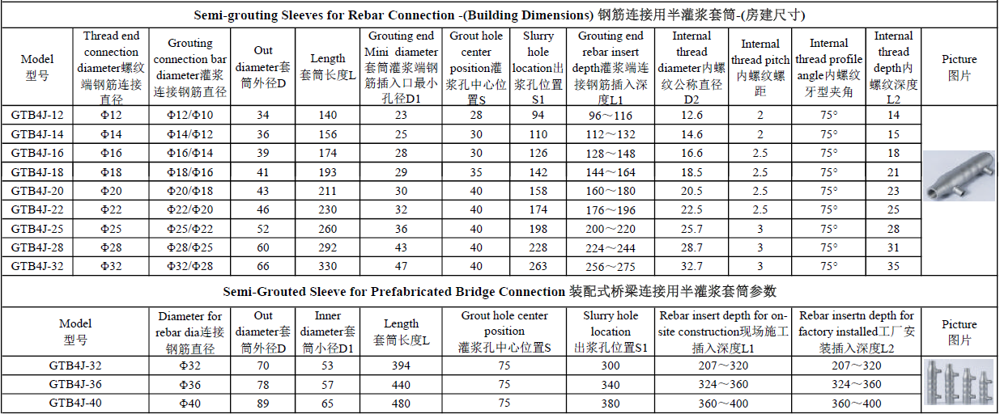 Semi-grouting Sleeves for Rebar Connection -(Building Dimensions) 钢筋连接用半灌浆套筒-(房建尺寸)
Model
型号
Thread end
connection
diameter螺纹
端钢筋连接
直径
Grouting
connection bar
diameter灌浆
连接钢筋直径
Out
diameter套
筒外径D
Length
套筒长度L
Grouting end
Mini diameter
套筒灌浆端钢
筋插入口最小
孔径D1
Grout hole
center
position灌
浆孔中心位
置S
Slurry
hole
location出
浆孔位置
S1
Grouting end
rebar insert
depth灌浆端连
接钢筋插入深
度L1
Internal
thread
diameter内螺
纹公称直径
D2
Internal
thread pitch
内螺纹螺
距
Internal
thread profile
angle内螺纹
牙型夹角
Internal
thread
depth内
螺纹深度
L2
Picture
图片
GTB4J-12 Φ12 Φ12/Φ10 34 140 23 28 94 96～116 12.6 2 75° 14
GTB4J-14 Φ14 Φ14/Φ12 36 156 25 30 110 112～132 14.6 2 75° 15
GTB4J-16 Φ16 Φ16/Φ14 39 174 28 30 126 128～148 16.6 2.5 75° 18
GTB4J-18 Φ18 Φ18/Φ16 41 193 29 35 142 144～164 18.5 2.5 75° 21
GTB4J-20 Φ20 Φ20/Φ18 43 211 30 40 158 160～180 20.5 2.5 75° 23
GTB4J-22 Φ22 Φ22/Φ20 46 230 32 40 174 176～196 22.5 2.5 75° 25
GTB4J-25 Φ25 Φ25/Φ22 52 260 36 40 198 200～220 25.7 3 75° 28
GTB4J-28 Φ28 Φ28/Φ25 60 292 43 40 228 224～244 28.7 3 75° 31
GTB4J-32 Φ32 Φ32/Φ28 66 330 47 40 263 256～275 32.7 3 75° 35
Semi-Grouted Sleeve for Prefabricated Bridge Connection 装配式桥梁连接用半灌浆套筒参数
Model
型号
Diameter for
rebar dia连接
钢筋直径
Out
diameter套
筒外径D
Inner
diameter套
筒小径D1
Length
套筒长度L
Grout hole center
position
灌浆孔中心位置S
Slurry hole
location
出浆孔位置S1
Rebar insert depth for on-
site construction现场施工
插入深度L1
Rebar insertn depth for
factory installed工厂安
装插入深度L2
Picture
图片
GTB4J-32 Φ32 70 53 394 75 300 207～320 207～320
GTB4J-36 Φ36 78 57 440 75 340 324～360 324～360
GTB4J-40 Φ40 89 65 480 75 380 360～400 360～400